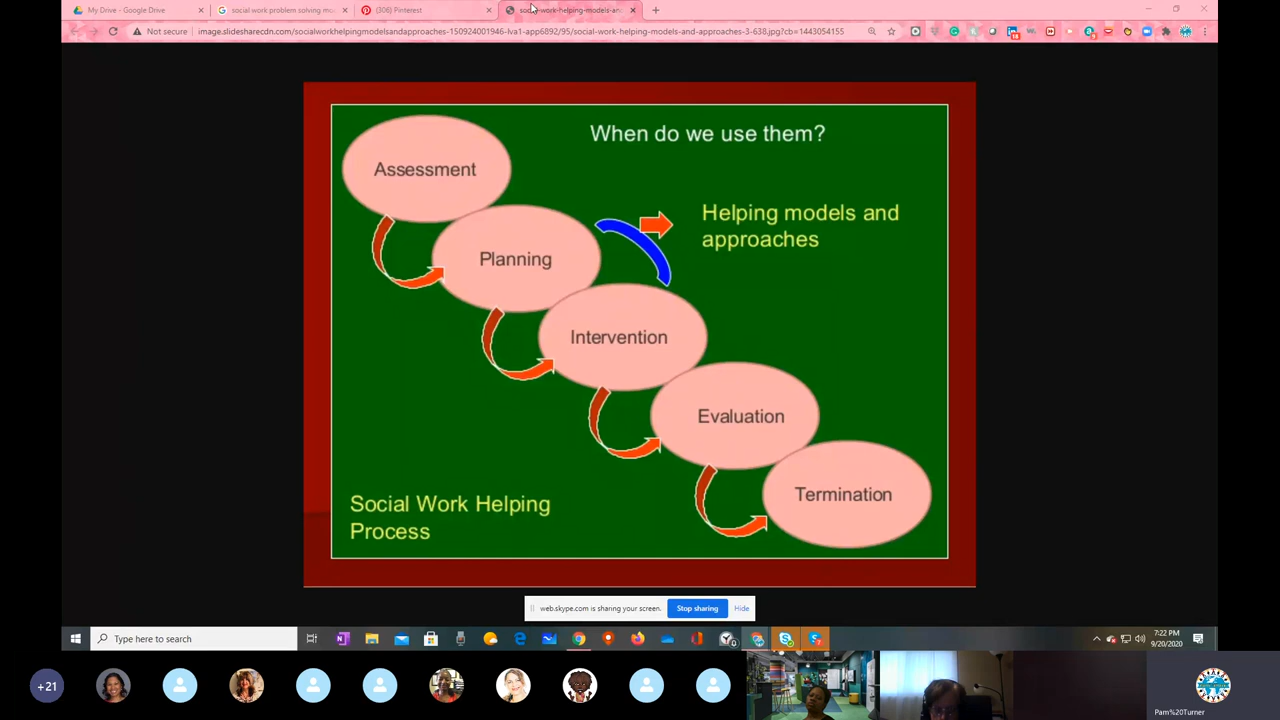 My Drive - Google Drive
social work problem solving mo
(306) Pinterest
social-work-helping-models-an
Not secure
image.slidesharecdn.com/socialworkhelpingmodelsandapproaches-150924001946-lva1-app6892/95/social-work-helping-models-and-approaches-3-638.jpg?cb=1443054155
When do we use them?
Assessment
Helping models and
approaches
Planning
Intervention
Evaluation
Termination
Social Work Helping
Process
web.skype.com is sharing your screen.
Stop sharing
Hide
Type here to search
7:22 PM
9/20/2020
+21
Pam%20Turner